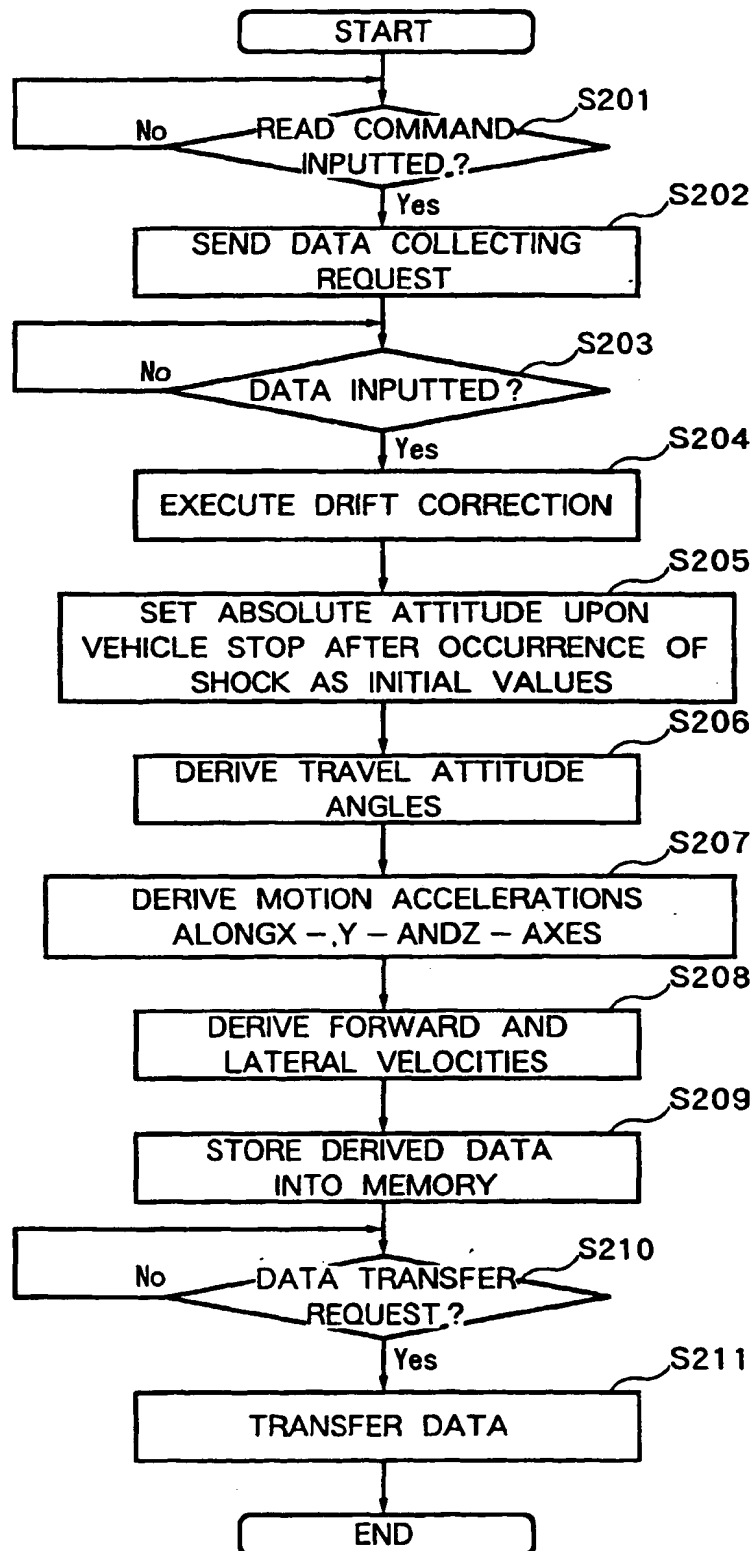 START
S201
No
READ COMMAND
INPUTTED.?
Yes
S202
SEND DATA COLLECTING
REQUEST
S203
No
DATA INPUTTED?
Yes
S204
EXECUTE DRIFT CORRECTION
S205
SET ABSOLUTE ATTITUDE UPON
VEHICLE STOP AFTER OCCURRENCE OF
SHOCK AS INITIAL VALUES
S206
DERIVE TRAVEL ATTITUDE
ANGLES
S207
DERIVE MOTION ACCELERATIONS
ALONGX-,Y-ANDZ-AXES
S208
DERIVE FORWARD AND
LATERAL VELOCITIES
S209
STORE DERIVED DATA
INTO MEMORY
S210
No
DATA TRANSFER
REQUEST?
Yes
S211
TRANSFER DATA
END